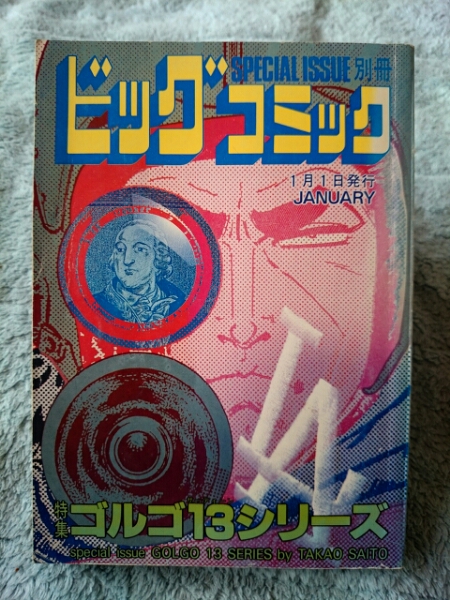 SPECIAL ISSUE 別冊
ビッグコミック
1月1日発行
JANUARY
特集
ゴルゴ13シリーズ
special issue GOLGO 13 SERIES by TAKAO SAITO